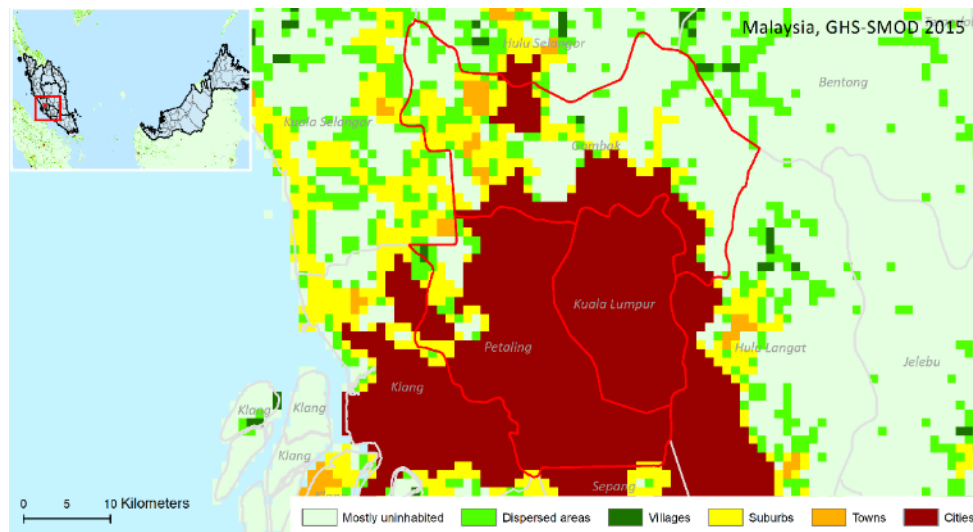 Malaysia, GHS-SMOD 2015
Hulu Selangor
Bentong
Kuala Selangor
Gombak
Kuala Lumpur
Petaling
Hulu Langat
Jelebu
Klang
Klang
Klang
Klang
Klang
Sepang
0 5 10 Kilometers
Mostly uninhabited
Dispersed areas
Villages
Suburbs
Towns
Cities